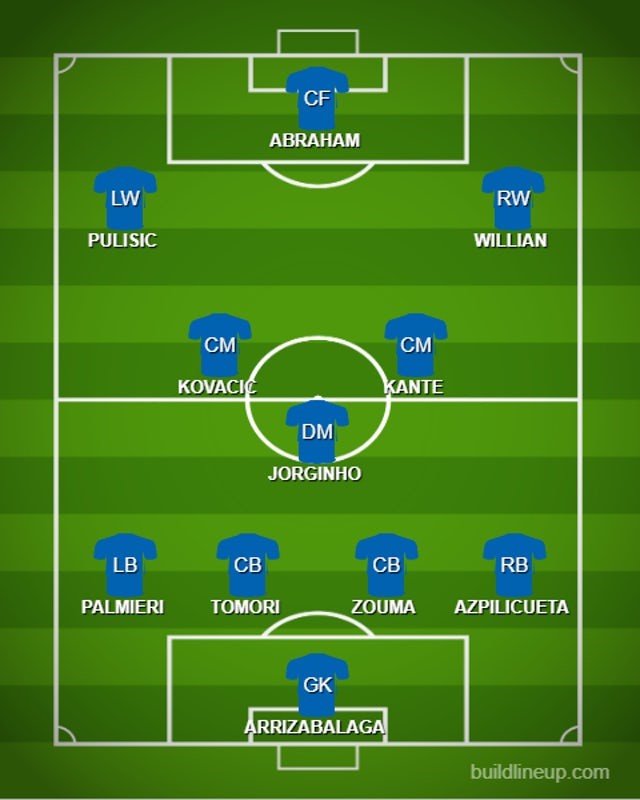 CF
ABRAHAM
LW
RW
PULISIC
WILLIAN
CM
CM
KOVACIC
KANTE
DM
JORGINHO
LB
CB
CB
RB
PALMIERI
TOMORI
ZOUMA
AZPILICUETA
GK
ARRIZABALAGA
buildlineup.com